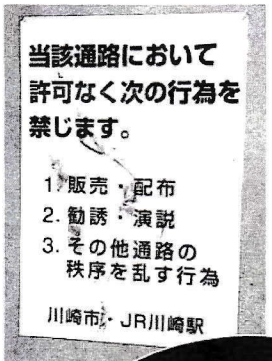 当該通路において
許可なく次の行為を
禁じます。
1. 販売・配布
2. 勧誘・演説
3. その他通路の
秩序を乱す行為
川崎市・JR川崎駅